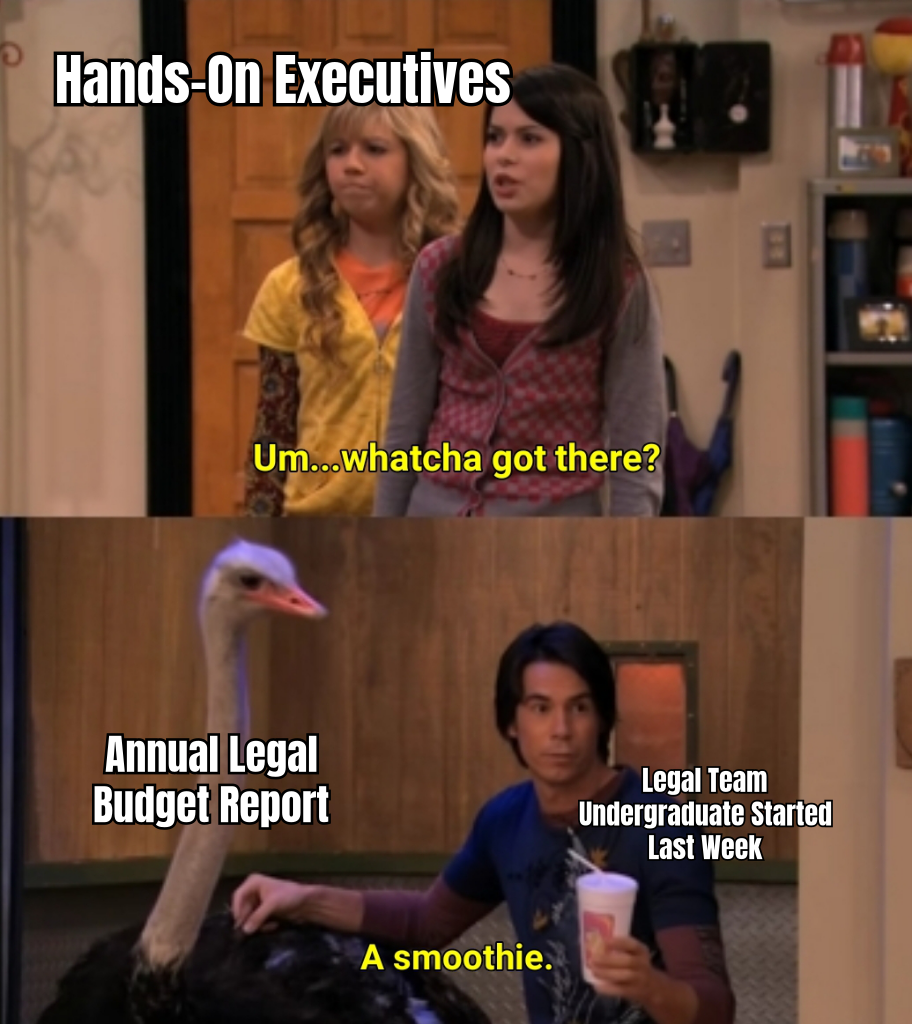 Hands-On Executives
Um...whatcha got there?
Annual Legal
Budget Report
Legal Team
Undergraduate Started
Last Week
A smoothie.